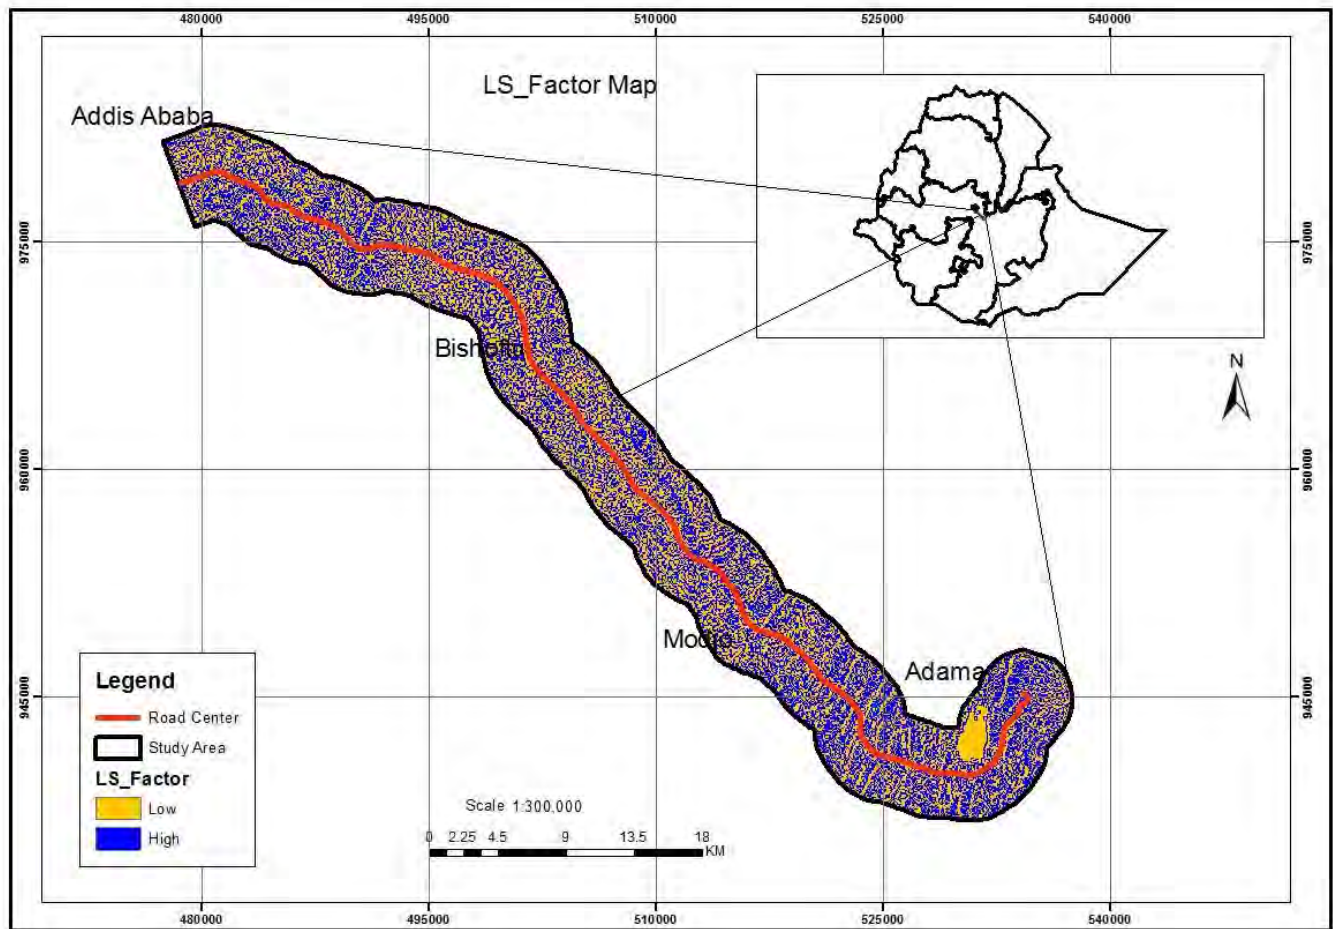 480000 495000 510000 525000 540000
LS_Factor Map
Addis Ababa
975000 975000
Bishoftu
N
960000 960000
Modjo
Adama
945000 945000
Legend
Road Center
Study Area
LS_Factor
Low
High
Scale 1:300,000
0 2.25 4.5 9 13.5 18
KM
480000 495000 510000 525000 540000